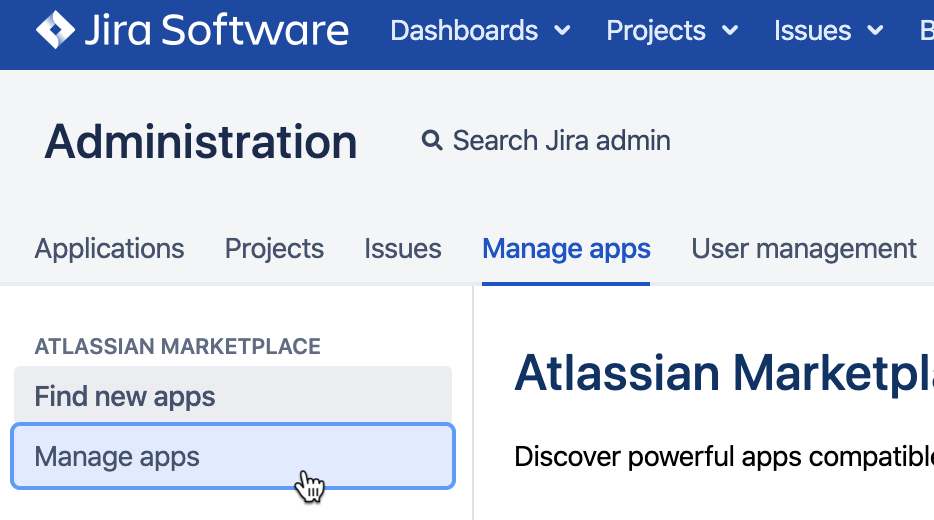 Jira Software Dashboards Projects Issues B
Administration Search Jira admin
Applications Projects Issues Manage apps User management
ATLASSIAN MARKETPLACE
Find new apps
Manage apps
Atlassian Marketpl
Discover powerful apps compatible